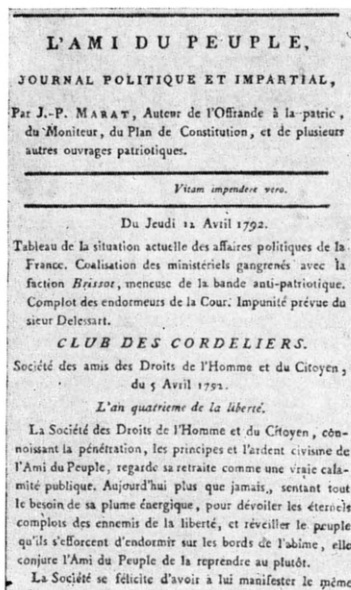 L'AMI DU PEUPLE,
JOURNAL POLITIQUE ET IMPARTIAL,
Par J.-P. MARAT, Auteur de l'Offrande à la patrie,
du Moniteur, du Plan de Constitution, et de plusieurs
autres ouvrages patriotiques.
Vitam impendere vero.
Du Jeudi 12 Avril 1792.
Tableau de la situation actuelle des affaires politiques de la
France. Coalisation des ministériels gangrenés avec la
faction Brissot, meneuse de la bande anti-patriotique.
Complot des endormeurs de la Cour. Impunité prévue du
sieur Delessart.
CLUB DES CORDELIERS.
Société des amis des Droits de l'Homme et du Citoyen,
du 5 Avril 1792.
L'an quatrieme de la liberté.
La Société des Droits de l'Homme et du Citoyen, con-
noissant la pénétration, les principes et l'ardent civisme de
l'Ami du Peuple, regarde sa retraite comme une vraie cala-
mité publique. Aujourd'hui plus que jamais, sentant tout
le besoin de sa plume énergique, pour dévoiler les éternels
complots des ennemis de la liberté, et réveiller le peuple
qu'ils s'efforcent d'endormir sur les bords de l'abîme, elle
conjure l'Ami du Peuple de la reprendre au plutôt.
La Société se félicite d'avoir à lui manifester le même